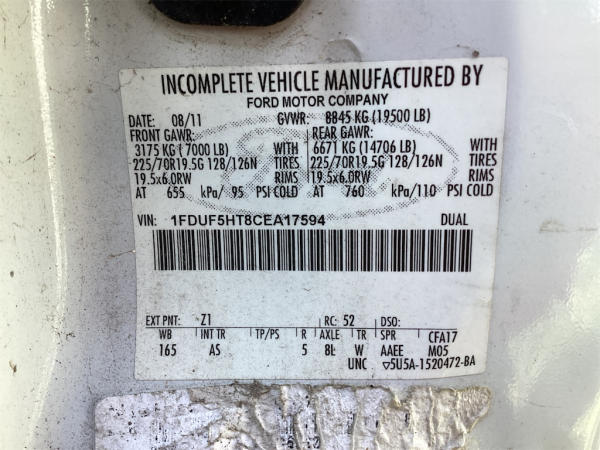 INCOMPLETE VEHICLE MANUFACTURED BY
FORD MOTOR COMPANY
DATE: 08/11 GVWR: 8845 KG (19500 LB)
FRONT GAWR: REAR GAWR:
3175 KG (7000 LB) WITH 6671 KG (14706 LB) WITH
225/70R19.5G 128/126N TIRES 225/70R19.5G 128/126N TIRES
19.5x6.0RW RIMS 19.5x6.0RW RIMS
AT 655 kPa/ 95 PSI COLD AT 760 kPa/110 PSI COLD
VIN: 1FDUF5HT8CEA17594 DUAL
EXT PNT: Z1 RC: 52 DSO:
WB INT TR TP/PS R AXLE TR SPR CFA17
165 AS 5 8L W AAEE M05
UNC ▽5U5A-1520472-BA